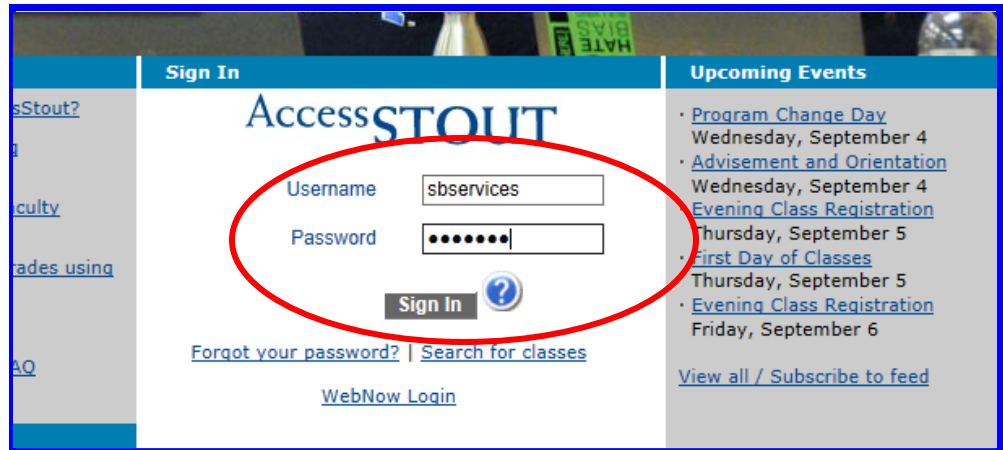 HATE
BIAS
Sign In
Upcoming Events
sStout?
culty
rades using
AQ
AccessSTOUT
Username sbservices
Password •••••••
Sign In ?
Forgot your password? | Search for classes
WebNow Login
· Program Change Day
Wednesday, September 4
· Advisement and Orientation
Wednesday, September 4
· Evening Class Registration
Thursday, September 5
· First Day of Classes
Thursday, September 5
· Evening Class Registration
Friday, September 6
View all / Subscribe to feed